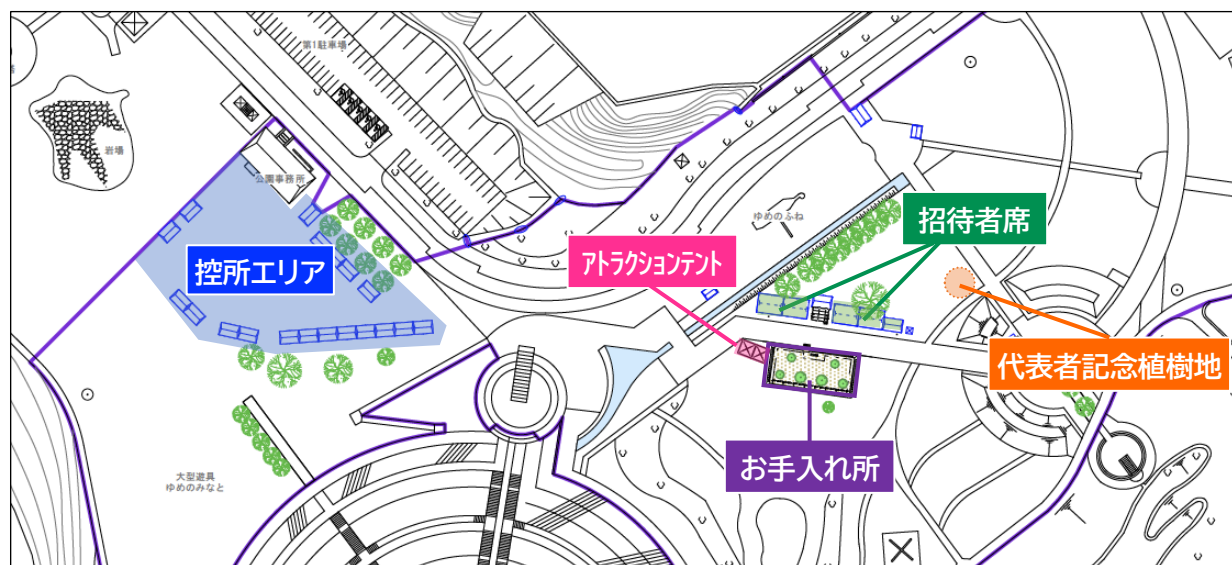 第1駐車場
岩場
公園事務所
ゆめのふね
招待者席
アトラクションテント
控所エリア
代表者記念植樹地
お手入れ所
大型遊具
ゆめのみなと